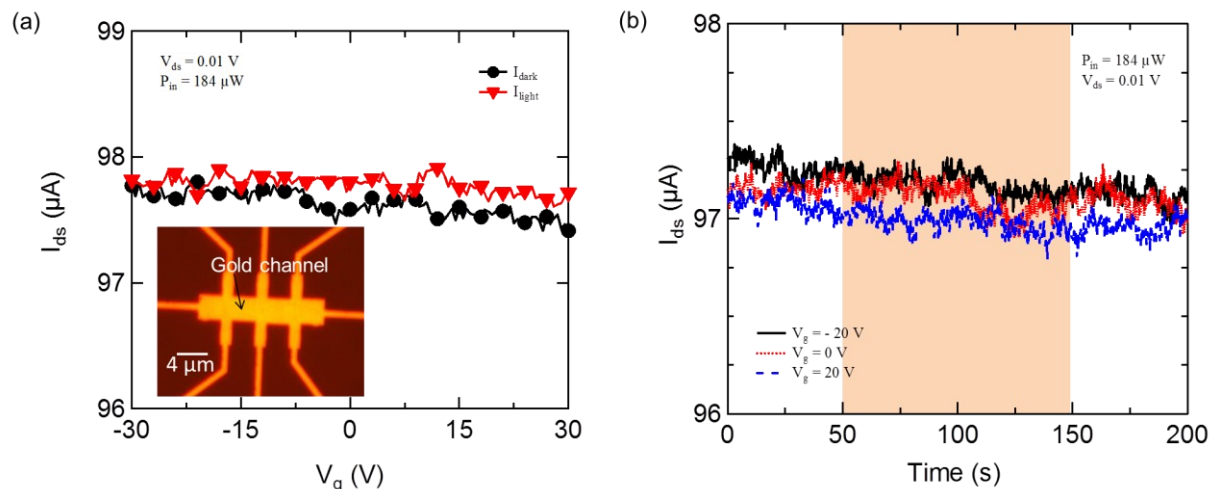 (a)
99
98
97
96
I_ds (µA)
V_ds = 0.01 V
P_in = 184 µW
I_dark
I_light
Gold channel
4 µm
-30 -15 0 15 30
V_g (V)
(b)
98
97
96
I_ds (µA)
P_in = 184 µW
V_ds = 0.01 V
V_g = - 20 V
V_g = 0 V
V_g = 20 V
0 50 100 150 200
Time (s)